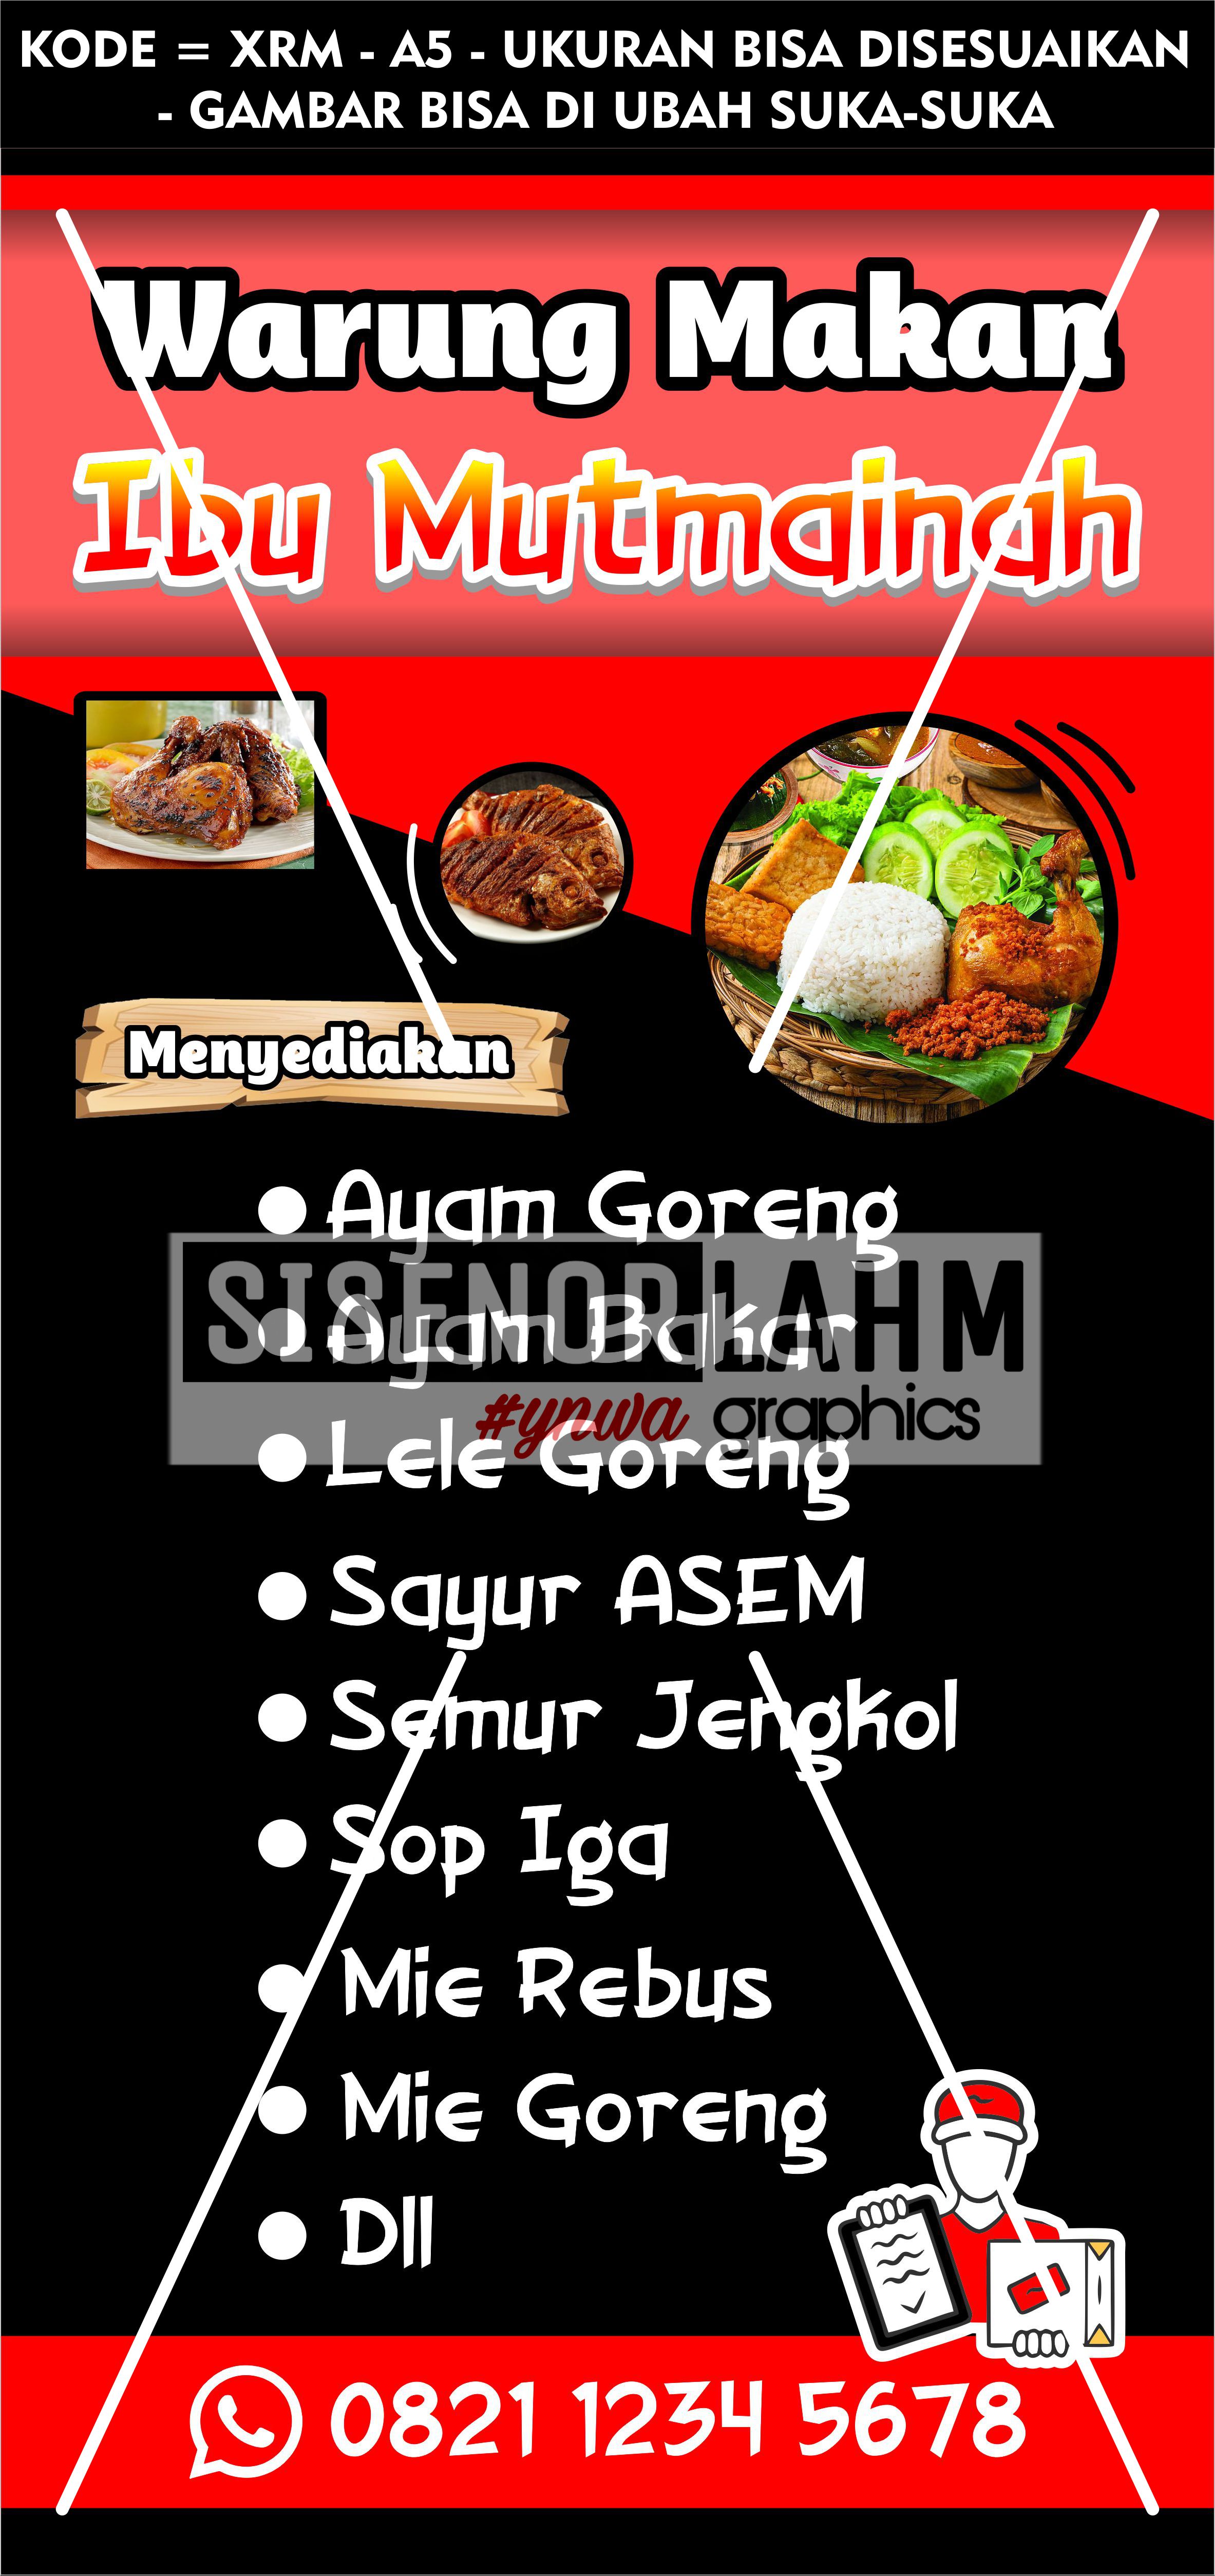 KODE = XRM - A5 - UKURAN BISA DISESUAIKAN
- GAMBAR BISA DI UBAH SUKA-SUKA
Warung Makan
Ibu Mutmainah
Menyediakan
● Ayam Goreng
● Ayam Bakar
SISENOR LAHM
#ynwa graphics
● Lele Goreng
● Sayur ASEM
● Semur Jengkol
● Sop Iga
● Mie Rebus
● Mie Goreng
● Dll
0821 1234 5678